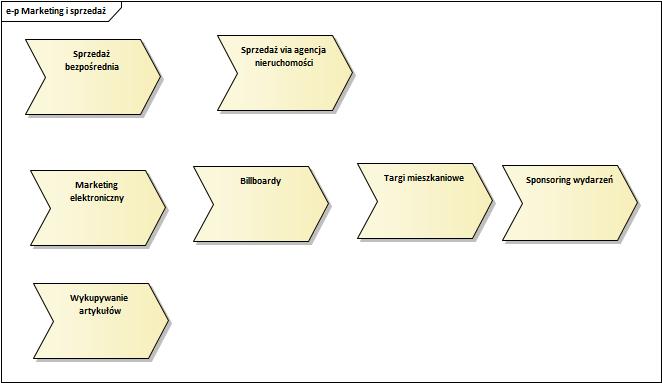 e-p Marketing i sprzedaż
Sprzedaż
bezpośrednia
Sprzedaż via agencja
nieruchomości
Marketing
elektroniczny
Billboardy
Targi mieszkaniowe
Sponsoring wydarzeń
Wykupywanie
artykułów